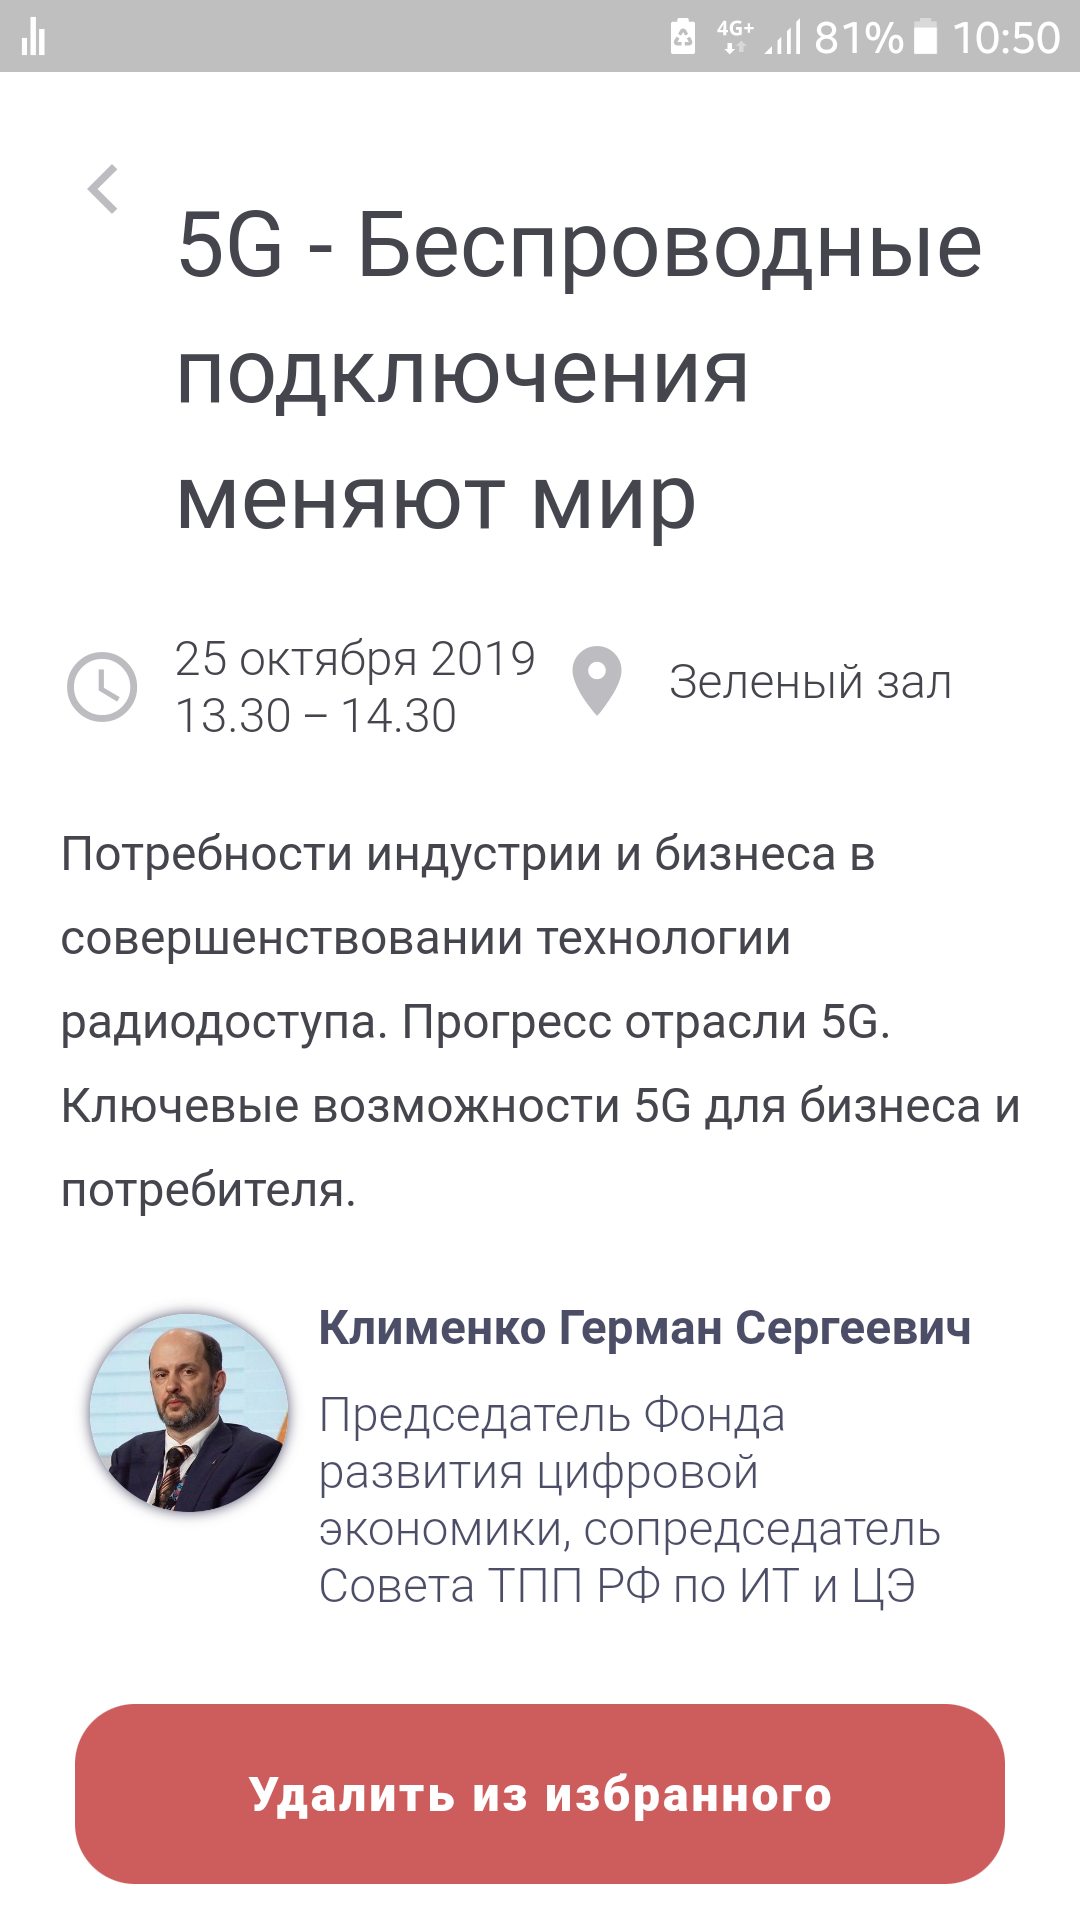 4G+ 81% 10:50
5G - Беспроводные
подключения
меняют мир
25 октября 2019
13.30 – 14.30
Зеленый зал
Потребности индустрии и бизнеса в
совершенствовании технологии
радиодоступа. Прогресс отрасли 5G.
Ключевые возможности 5G для бизнеса и
потребителя.
Клименко Герман Сергеевич
Председатель Фонда
развития цифровой
экономики, сопредседатель
Совета ТПП РФ по ИТ и ЦЭ
Удалить из избранного